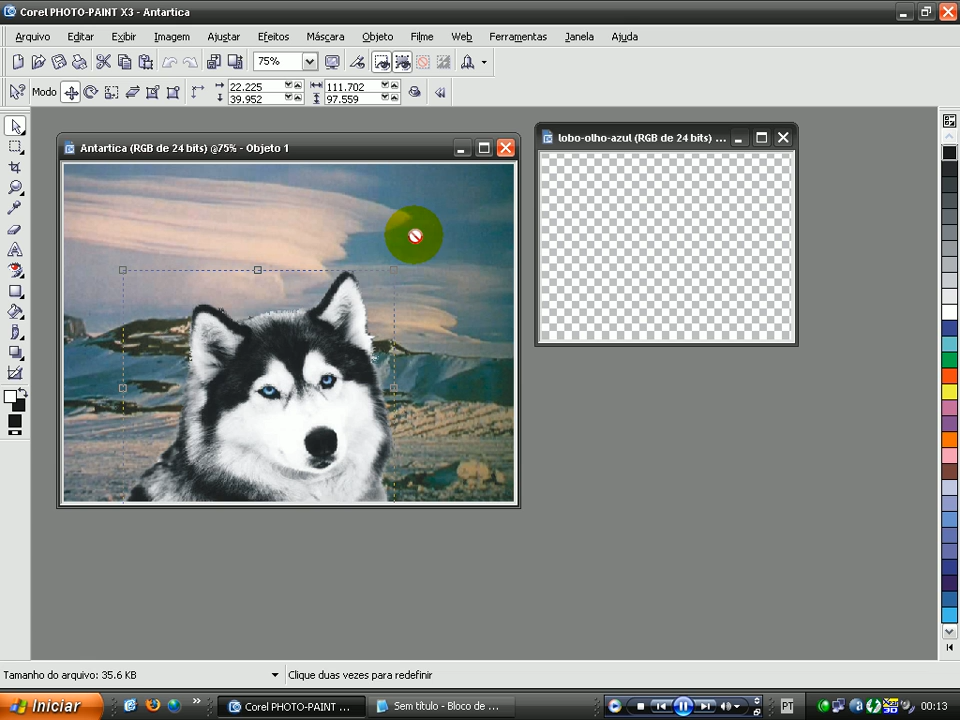 Corel PHOTO-PAINT X3 - Antartica
Arquivo Editar Exibir Imagem Ajustar Efeitos Máscara Objeto Filme Web Ferramentas Janela Ajuda
75%
Modo 22.225 111.702
39.952 97.559
Antartica (RGB de 24 bits) @75% - Objeto 1
lobo-olho-azul (RGB de 24 bits) ...
Tamanho do arquivo: 35.6 KB Clique duas vezes para redefinir
Iniciar » Corel PHOTO-PAINT ... Sem título - Bloco de ... PT 00:13